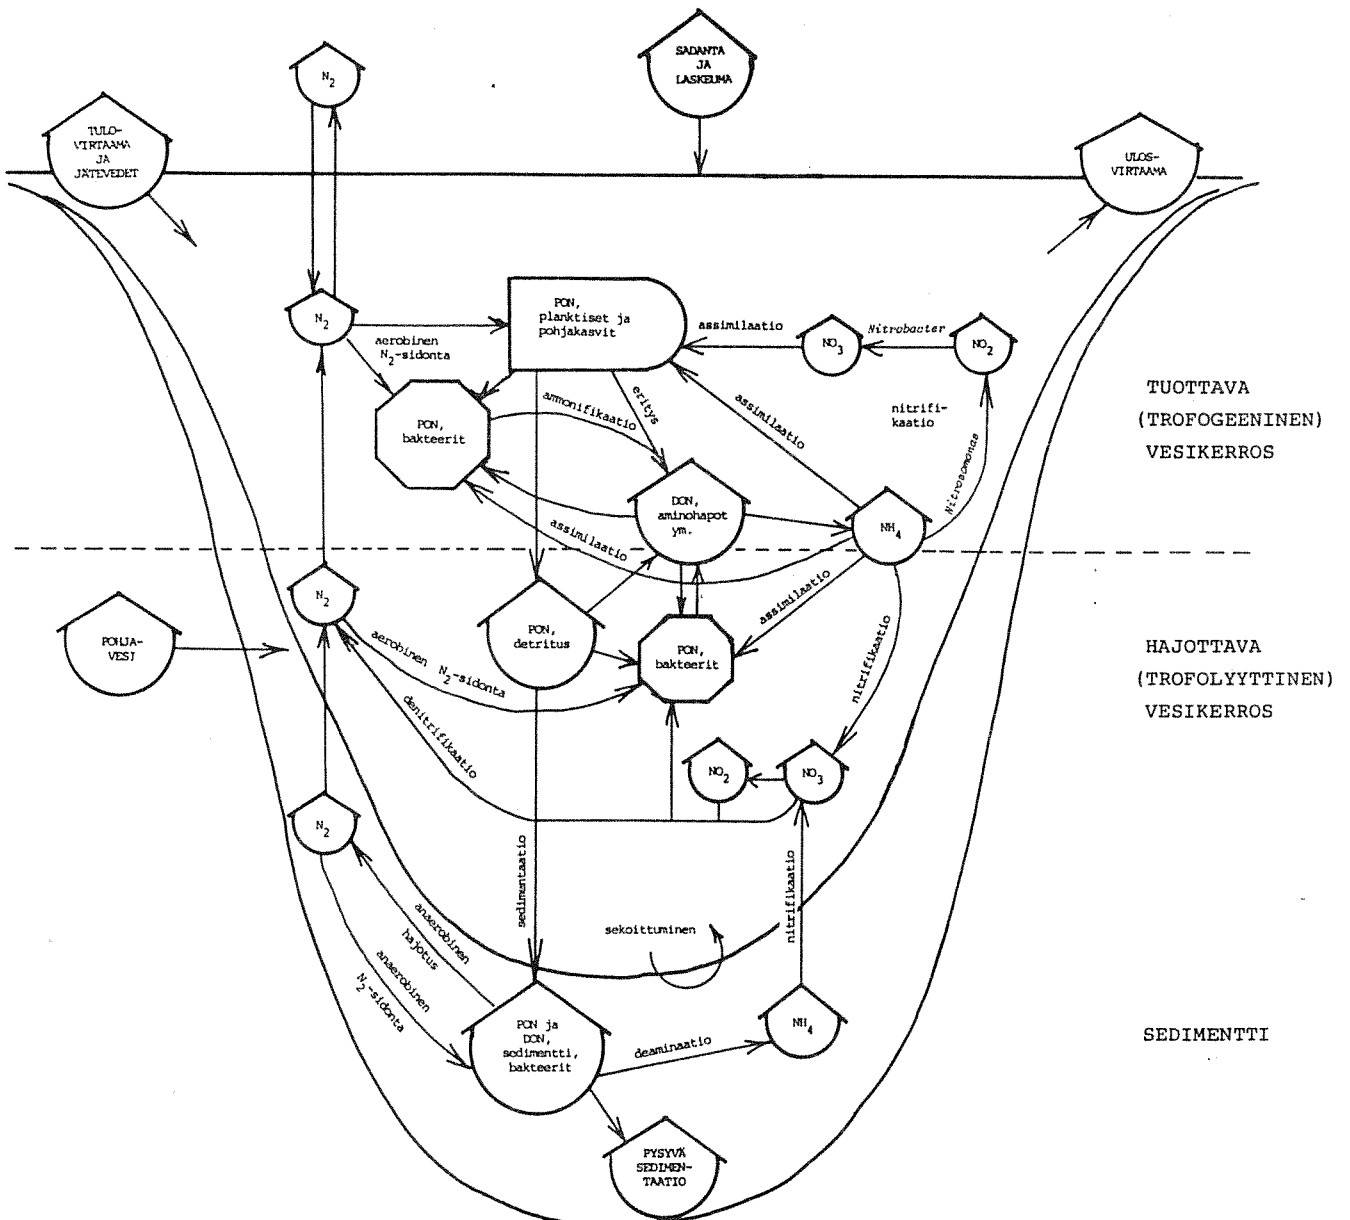 SADANTA
JA
LASKEUMA
N2
TULO-
VIRTAAMA
JA
JÄTEVEDET
ULOS-
VIRTAAMA
N2
aerobinen
N2-sidonta
PON,
planktiset ja
pohjakasvit
assimilaatio
NO3
Nitrobacter
NO2
TUOTTAVA
(TROFOGEENINEN)
VESIKERROS
PON,
bakteerit
ammonifikaatio
eritys
assimilaatio
nitrifi-
kaatio
Nitrosomonas
DON,
aminohapot
ym.
NH4
assimilaatio
N2
POHJA-
VESI
aerobinen N2-sidonta
denitrifikaatio
PON,
detritus
PON,
bakteerit
assimilaatio
nitrifikaatio
HAJOTTAVA
(TROFOLYYTTINEN)
VESIKERROS
NO2
NO3
N2
sedimentaatio
nitrifikaatio
anaerobinen
hajotus
anaerobinen
N2-sidonta
sekoittuminen
PON ja
DON,
sedimentti,
bakteerit
deaminaatio
NH4
SEDIMENTTI
PYSYVÄ
SEDIMEN-
TAATIO